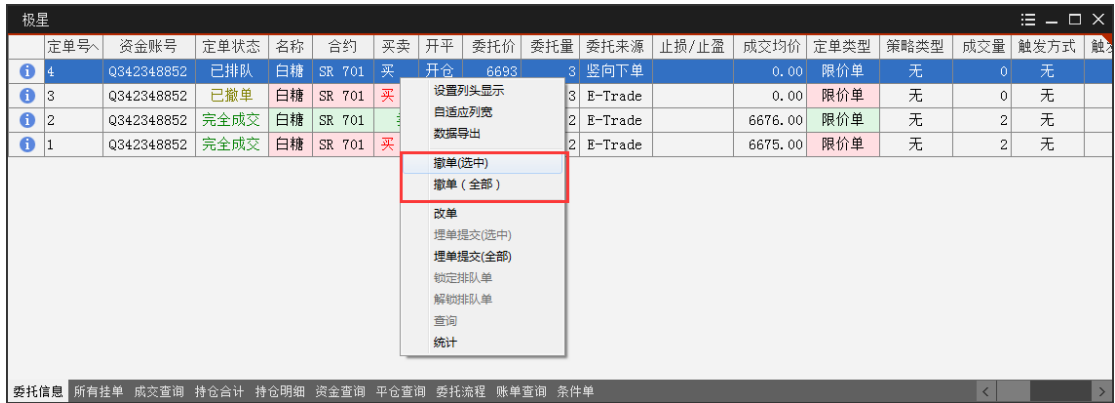 极星
定单号 资金账号 定单状态 名称 合约 买卖 开平 委托价 委托量 委托来源 止损/止盈 成交均价 定单类型 策略类型 成交量 触发方式
4 Q342348852 已排队 白糖 SR 701 买 开仓 6693 3 竖向下单 0.00 限价单 无 0 无
3 Q342348852 已撤单 白糖 SR 701 买 3 E-Trade 0.00 限价单 无 0 无
2 Q342348852 完全成交 白糖 SR 701 2 E-Trade 6676.00 限价单 无 2 无
1 Q342348852 完全成交 白糖 SR 701 买 2 E-Trade 6675.00 限价单 无 2 无
设置列头显示
自适应列宽
数据导出
撤单(选中)
撤单（全部）
改单
埋单提交(选中)
埋单提交(全部)
锁定排队单
解锁排队单
查询
统计
委托信息 所有挂单 成交查询 持仓合计 持仓明细 资金查询 平仓查询 委托流程 账单查询 条件单